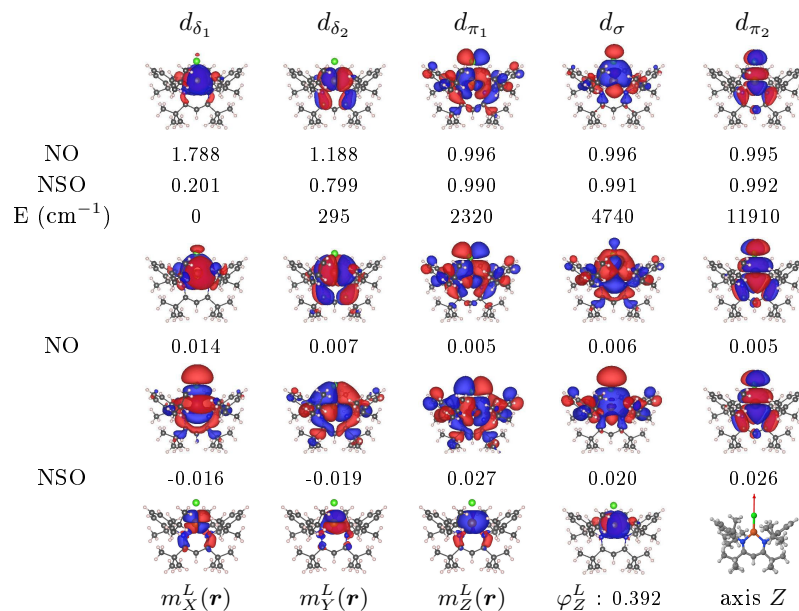 d_{δ_1} d_{δ_2} d_{π_1} d_σ d_{π_2}
NO 1.788 1.188 0.996 0.996 0.995
NSO 0.201 0.799 0.990 0.991 0.992
E (cm^{−1}) 0 295 2320 4740 11910
NO 0.014 0.007 0.005 0.006 0.005
NSO -0.016 -0.019 0.027 0.020 0.026
m_X^L(r) m_Y^L(r) m_Z^L(r) φ_Z^L : 0.392 axis Z